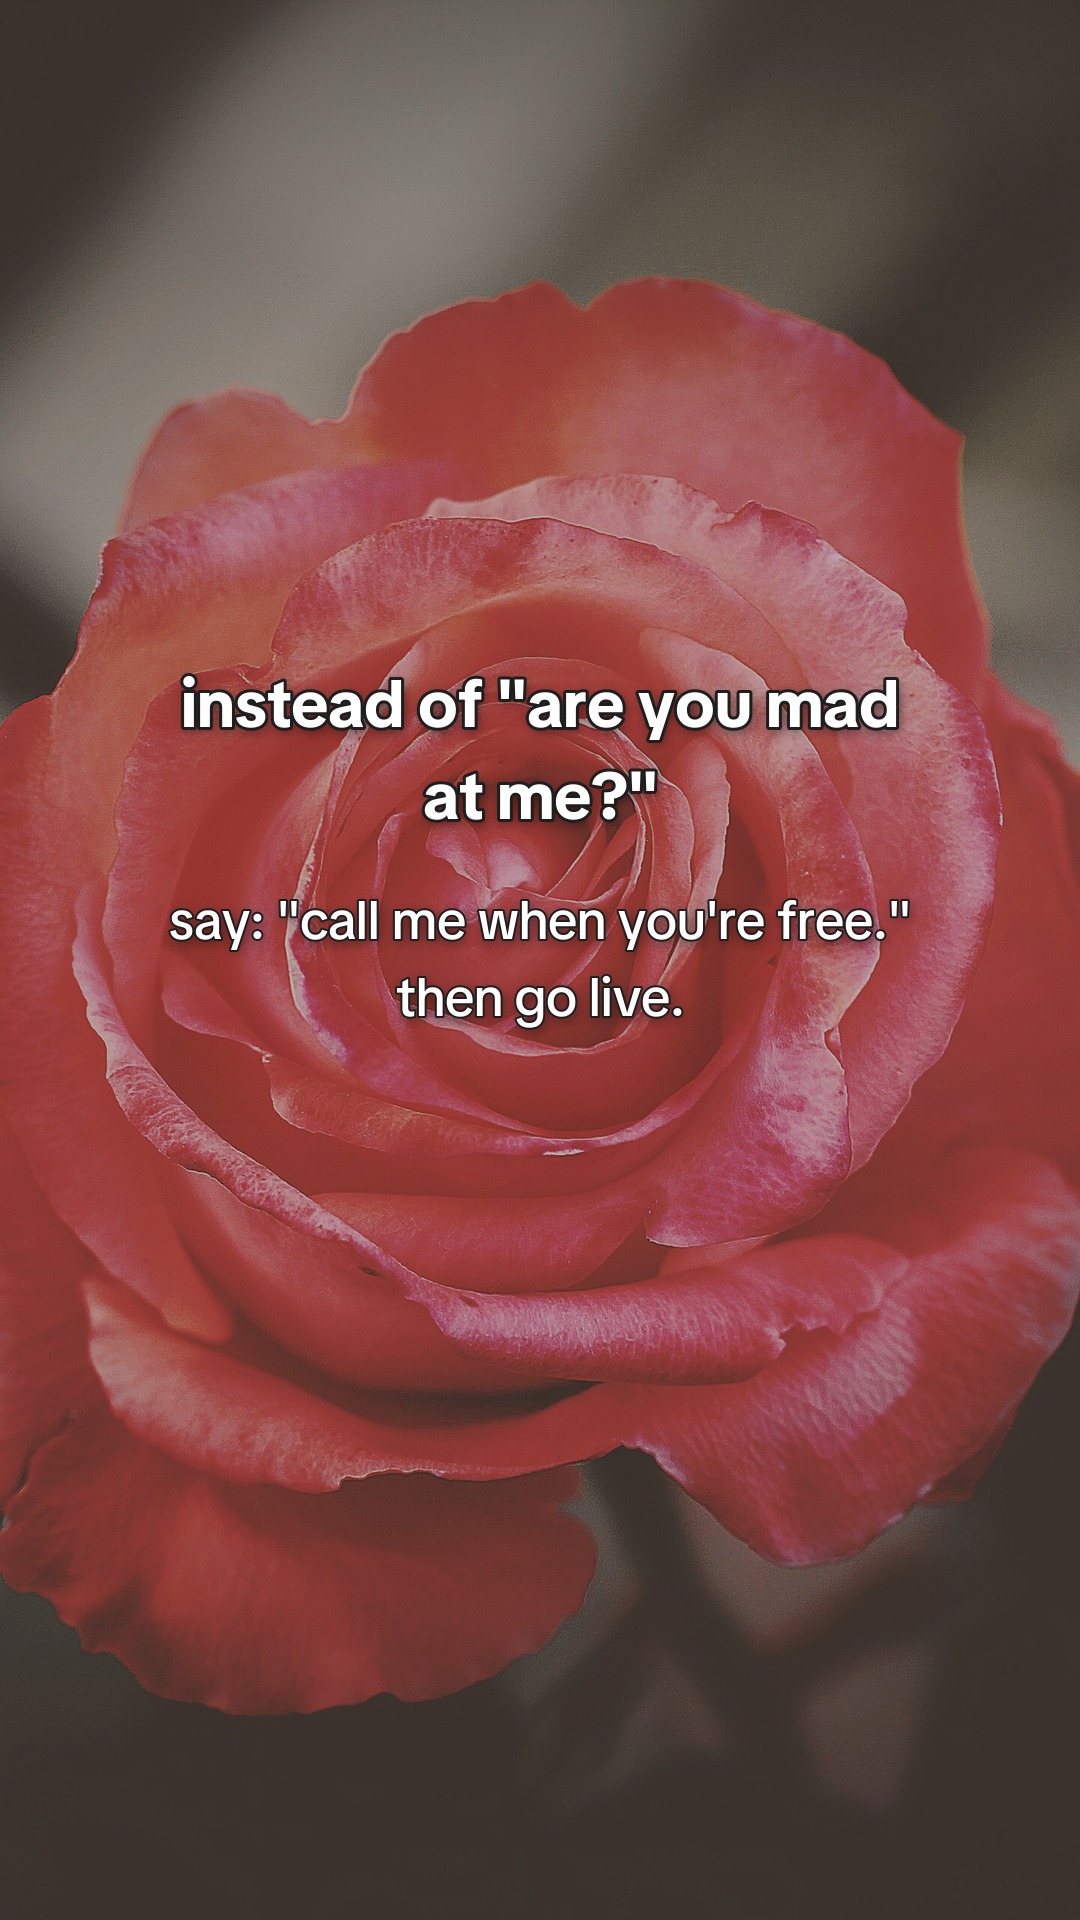 instead of "are you mad
at me?"
say: "call me when you're free."
then go live.